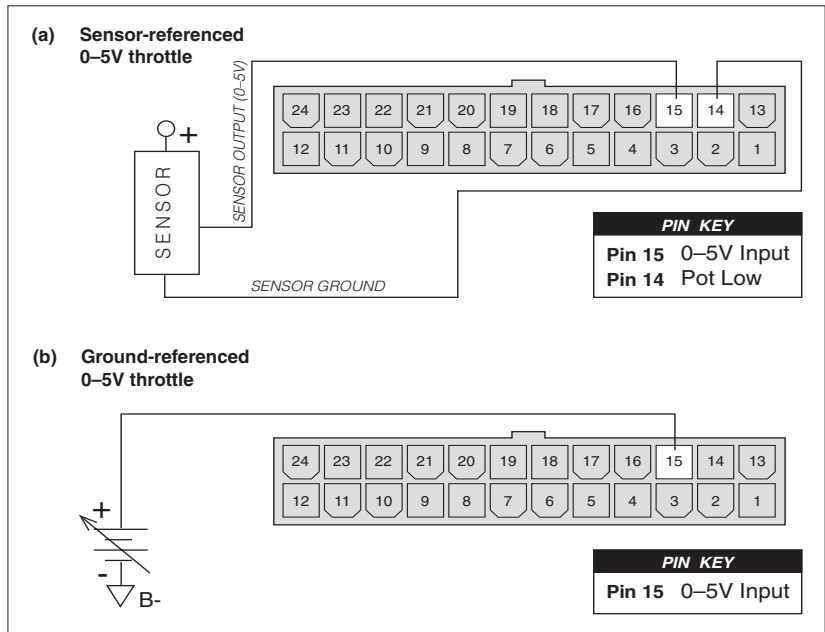 (a) Sensor-referenced
0–5V throttle
SENSOR OUTPUT (0–5V)
24 23 22 21 20 19 18 17 16 15 14 13
12 11 10 9 8 7 6 5 4 3 2 1
+
SENSOR
SENSOR GROUND
PIN KEY
Pin 15 0–5V Input
Pin 14 Pot Low
(b) Ground-referenced
0–5V throttle
24 23 22 21 20 19 18 17 16 15 14 13
12 11 10 9 8 7 6 5 4 3 2 1
+
-
B-
PIN KEY
Pin 15 0–5V Input